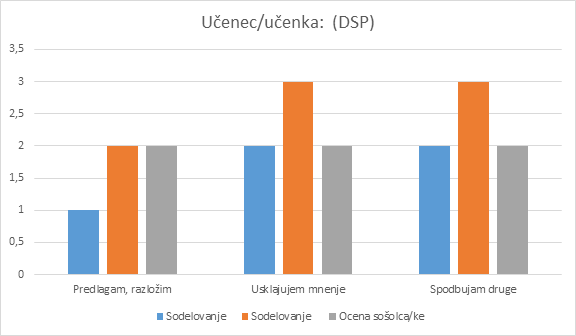 Učenec/učenka: (DSP)
3,5
3
2,5
2
1,5
1
0,5
0
Predlagam, razložim
Usklajujem mnenje
Spodbujam druge
Sodelovanje
Sodelovanje
Ocena sošolca/ke